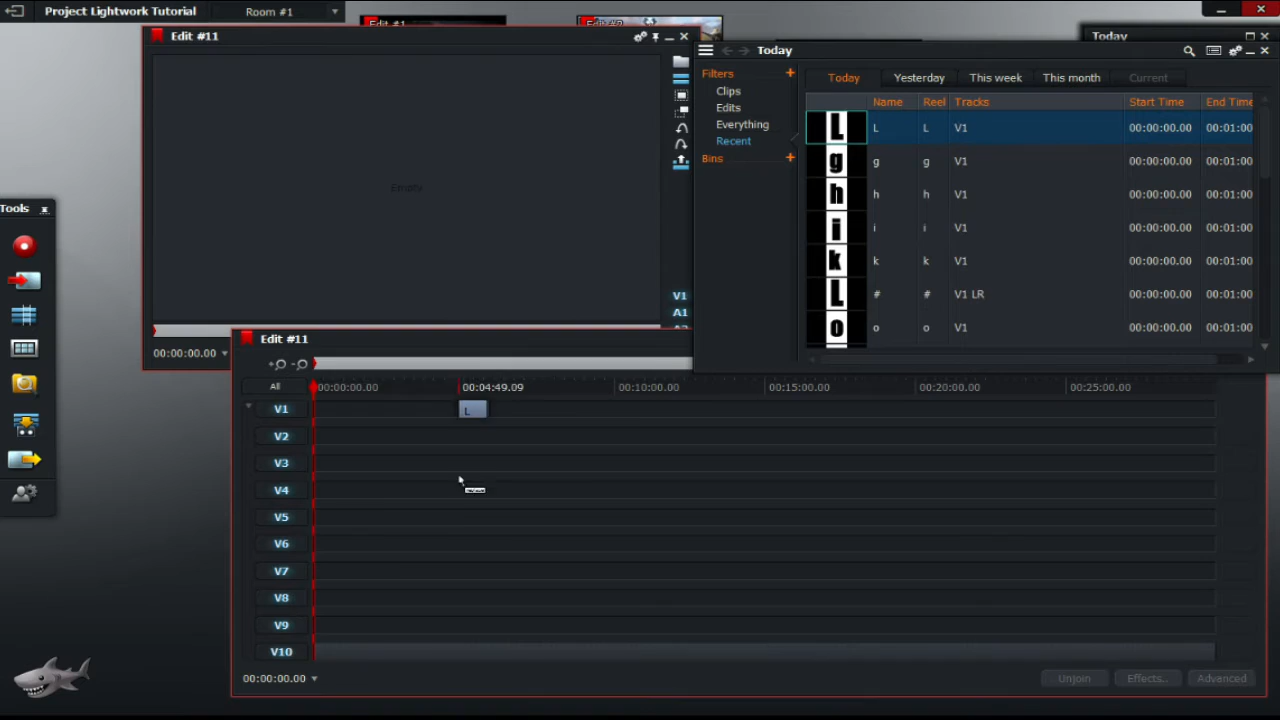 Project Lightwork Tutorial
Room #1
Edit #1
Edit #2
Today
Edit #11
Empty
V1
A1
00:00:00.00
Today
Filters
Clips
Edits
Everything
Recent
Bins
Today Yesterday This week This month Current
Name Reel Tracks Start Time End Time
L L L V1 00:00:00.00 00:01:00
g g g V1 00:00:00.00 00:01:00
h h h V1 00:00:00.00 00:01:00
i i i V1 00:00:00.00 00:01:00
k k k V1 00:00:00.00 00:01:00
L # # V1 LR 00:00:00.00 00:01:00
o o o V1 00:00:00.00 00:01:00
Tools
Edit #11
All 00:00:00.00 00:04:49.09 00:10:00.00 00:15:00.00 00:20:00.00 00:25:00.00
V1 L
V2
V3
V4
V5
V6
V7
V8
V9
V10
00:00:00.00
Unjoin Effects.. Advanced